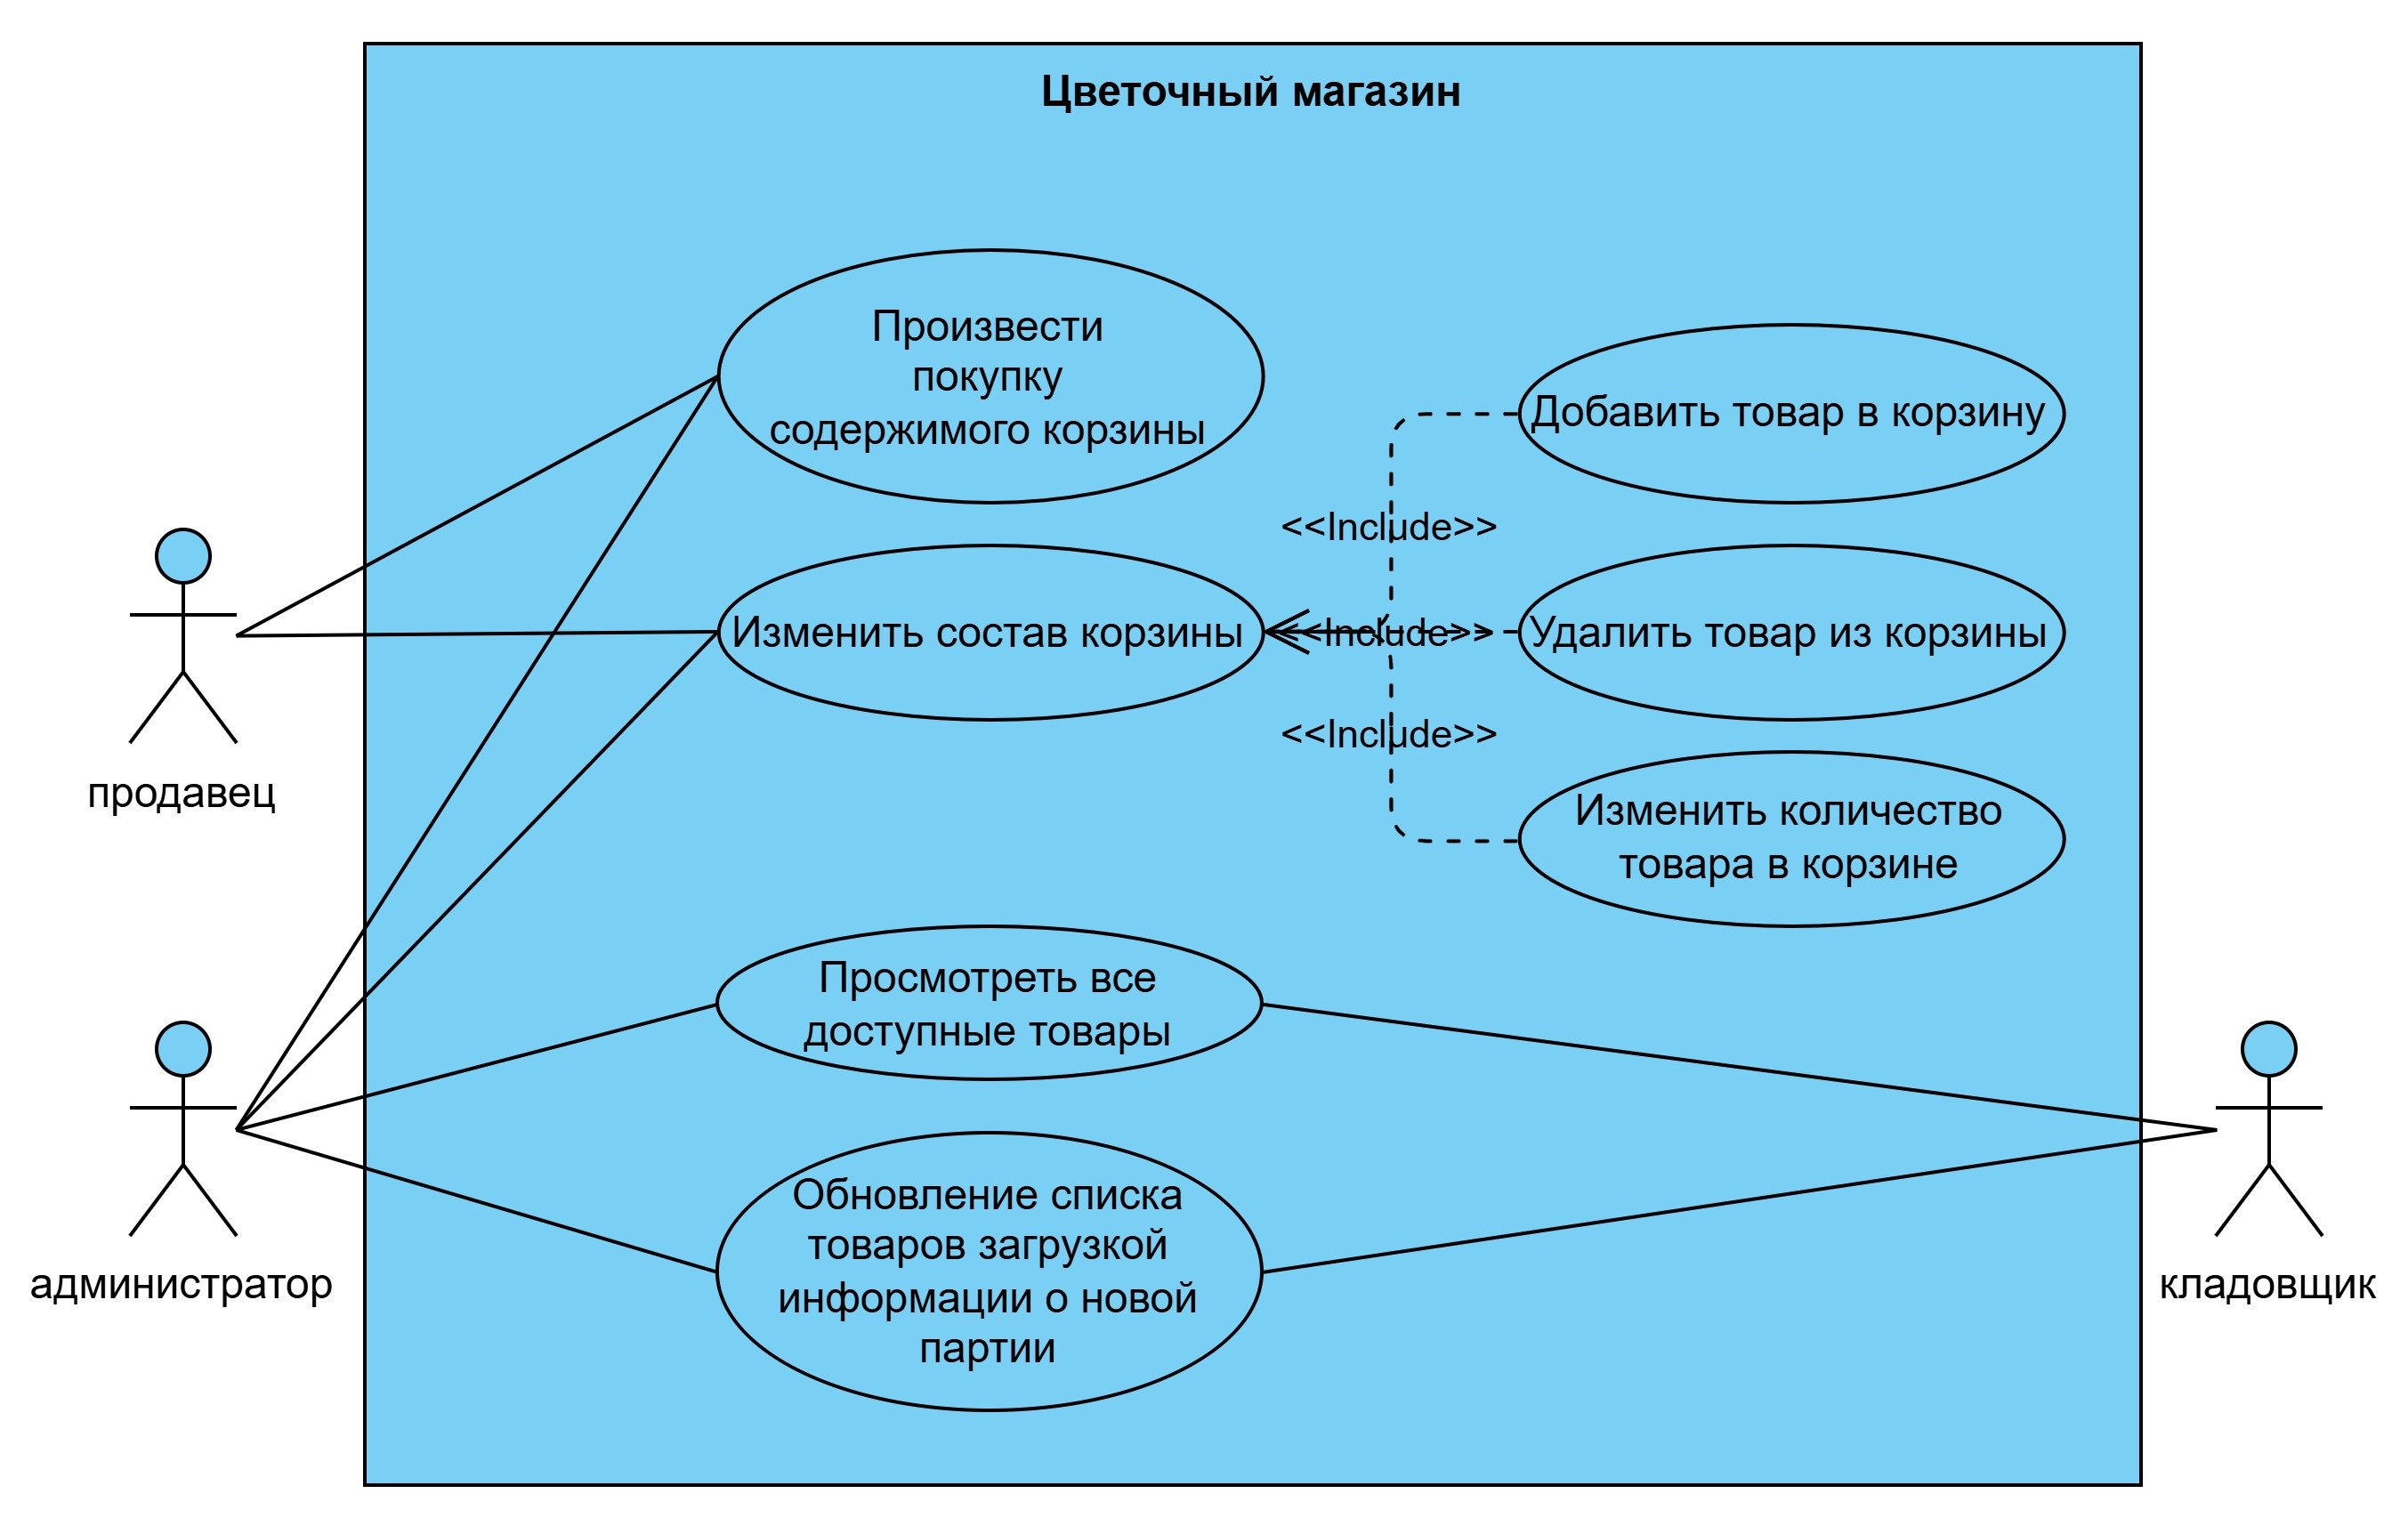 Цветочный магазин
Произвести
покупку
содержимого корзины
Добавить товар в корзину
<<Include>>
Изменить состав корзины
<<Include>>
Удалить товар из корзины
<<Include>>
продавец
Изменить количество
товара в корзине
Просмотреть все
доступные товары
Обновление списка
товаров загрузкой
информации о новой
партии
администратор
кладовщик